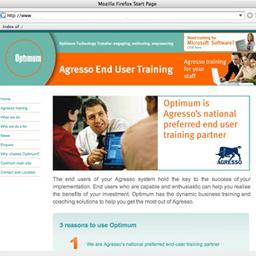 Mozilla Firefox Start Page
http://www
Index of /
Optimum
Optimum Technology Transfer: engaging, enthusing, empowering
Agresso End User Training
Need training for
Microsoft Software?
click here
Agresso training
for your
staff
Home
Agresso training
What we do
Who we are
Who we do it for
News
Enquire
Why choose Optimum?
Optimum main site
Contact and Location
Optimum is
Agresso's national
preferred end user
training partner
AGRESSO
The end users of your Agresso system hold the key to the success of your
implementation. End users who are capable and enthusiastic can help you realise
the benefits of your investment. Optimum has the dynamic business training and
coaching solutions to help you get the most out of Agresso.
3 reasons to use Optimum
1 We are Agresso's national preferred end-user training partner